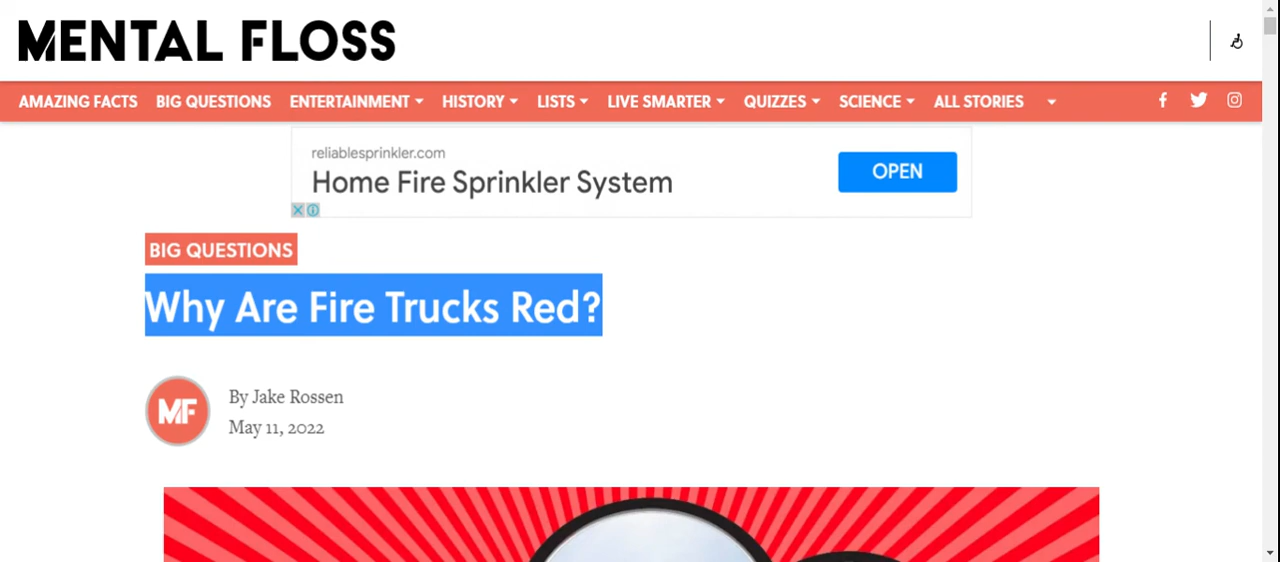 MENTAL FLOSS
AMAZING FACTS BIG QUESTIONS ENTERTAINMENT HISTORY LISTS LIVE SMARTER QUIZZES SCIENCE ALL STORIES
reliablesprinkler.com
Home Fire Sprinkler System
OPEN
BIG QUESTIONS
Why Are Fire Trucks Red?
MF
By Jake Rossen
May 11, 2022